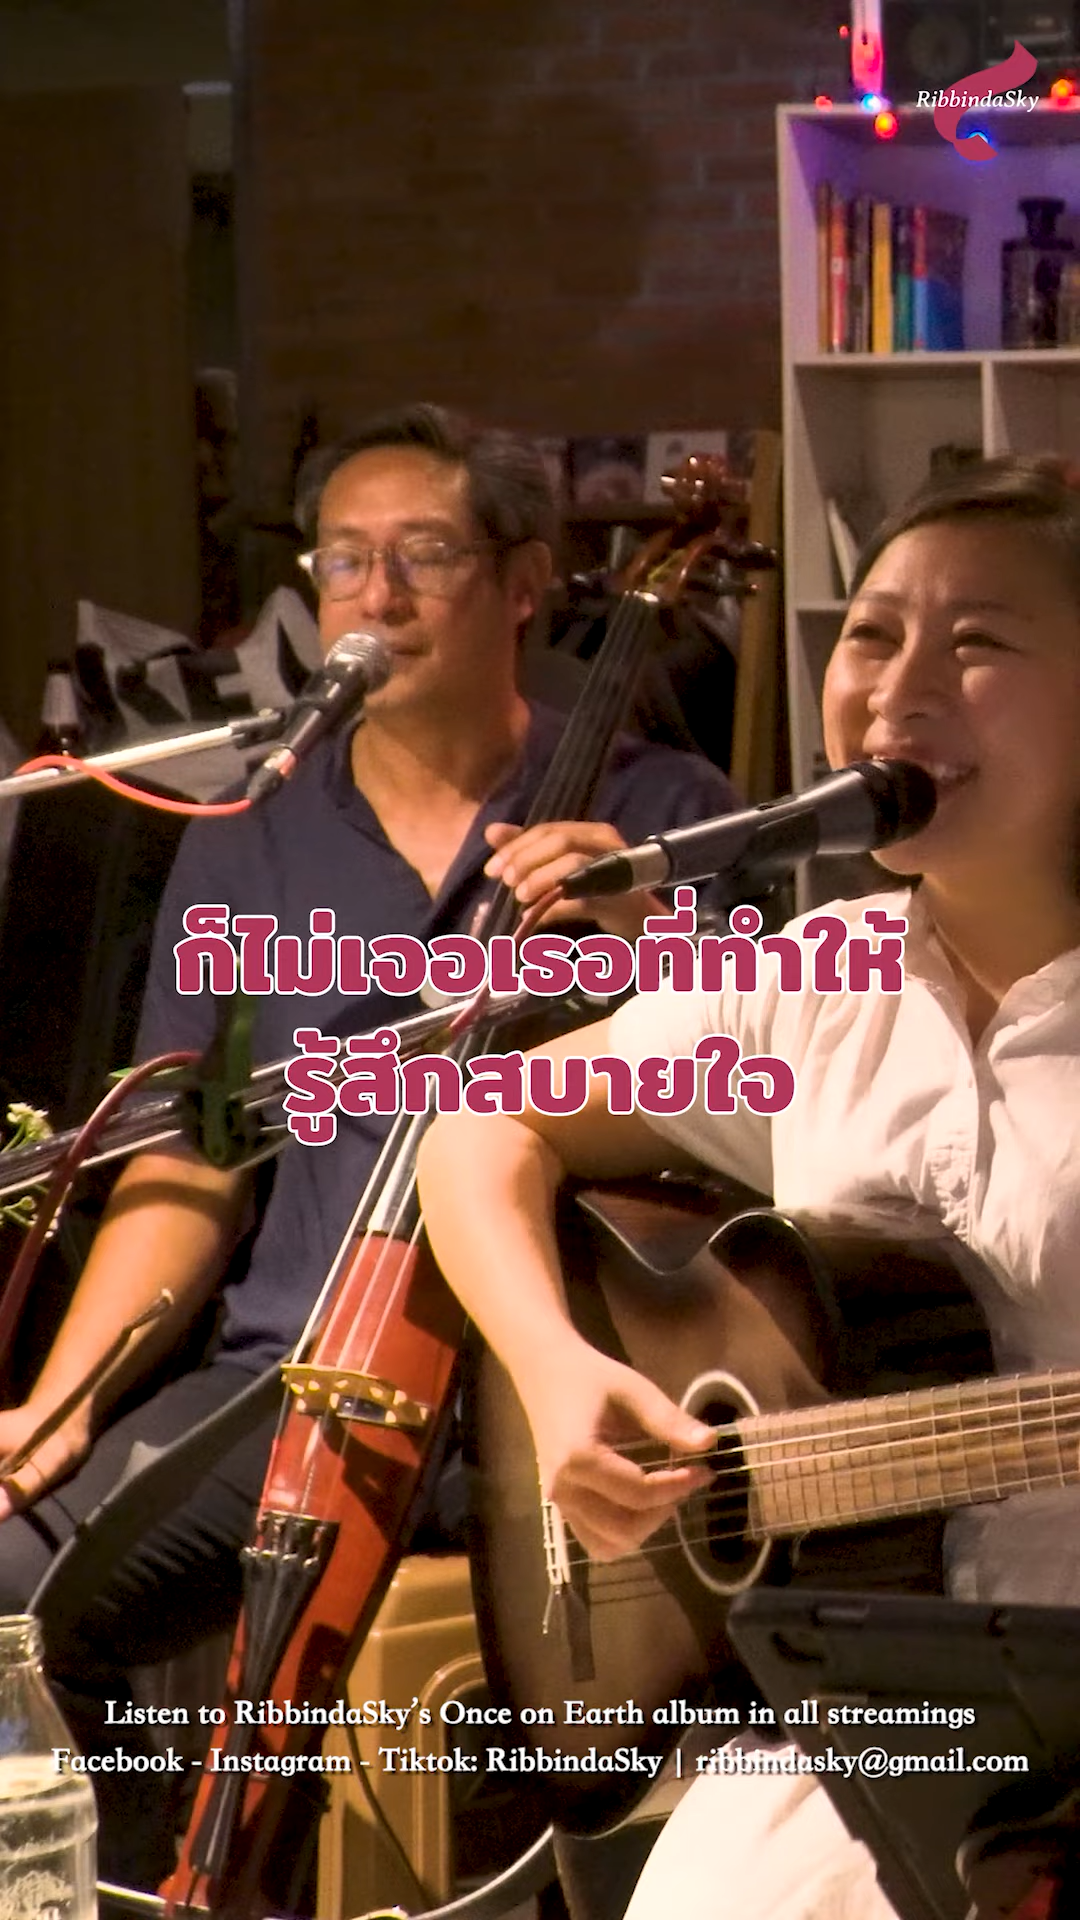 RibbindaSky
ก็ไม่เจอเธอที่ทำให้
รู้สึกสบายใจ
Listen to RibbindaSky's Once on Earth album in all streamings
Facebook - Instagram - Tiktok: RibbindaSky | ribbindasky@gmail.com